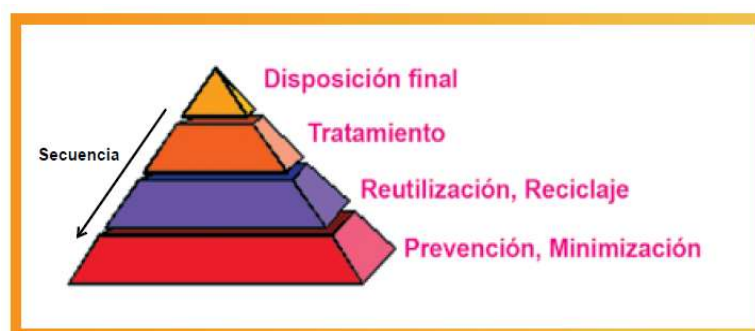 Disposición final
Tratamiento
Secuencia
Reutilización, Reciclaje
Prevención, Minimización